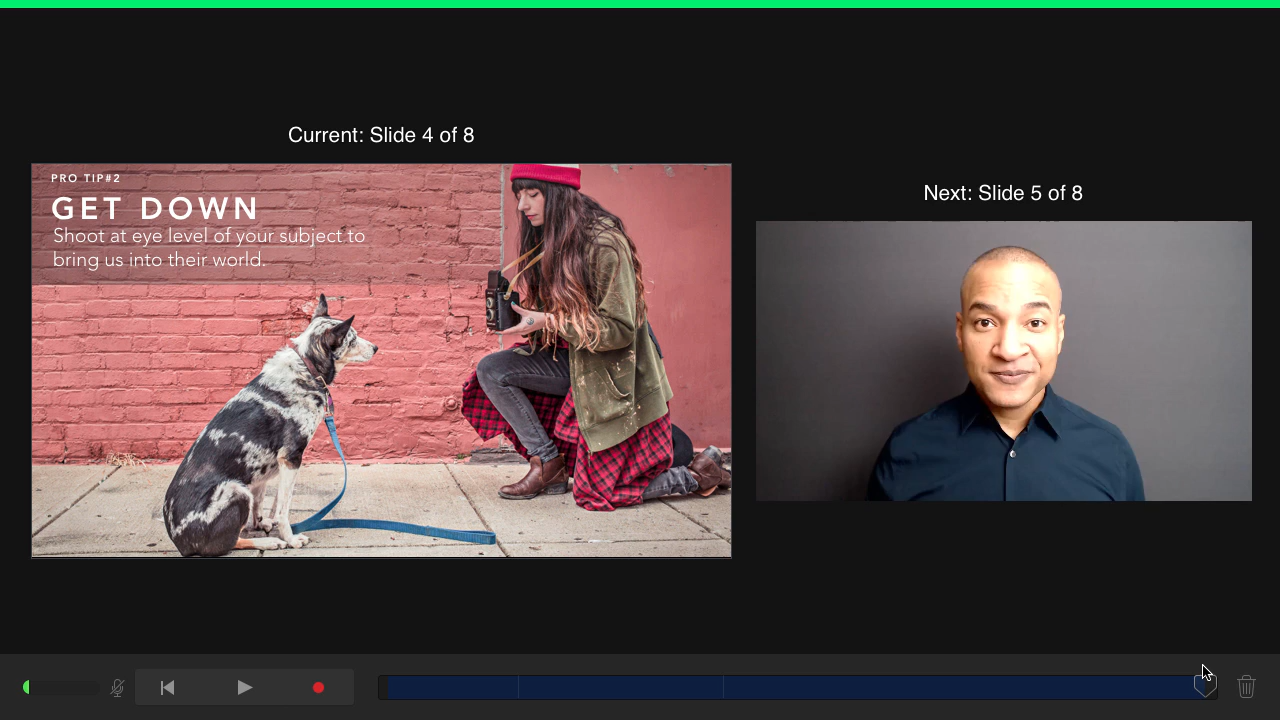 Current: Slide 4 of 8
PRO TIP#2
GET DOWN
Shoot at eye level of your subject to
bring us into their world.
Next: Slide 5 of 8